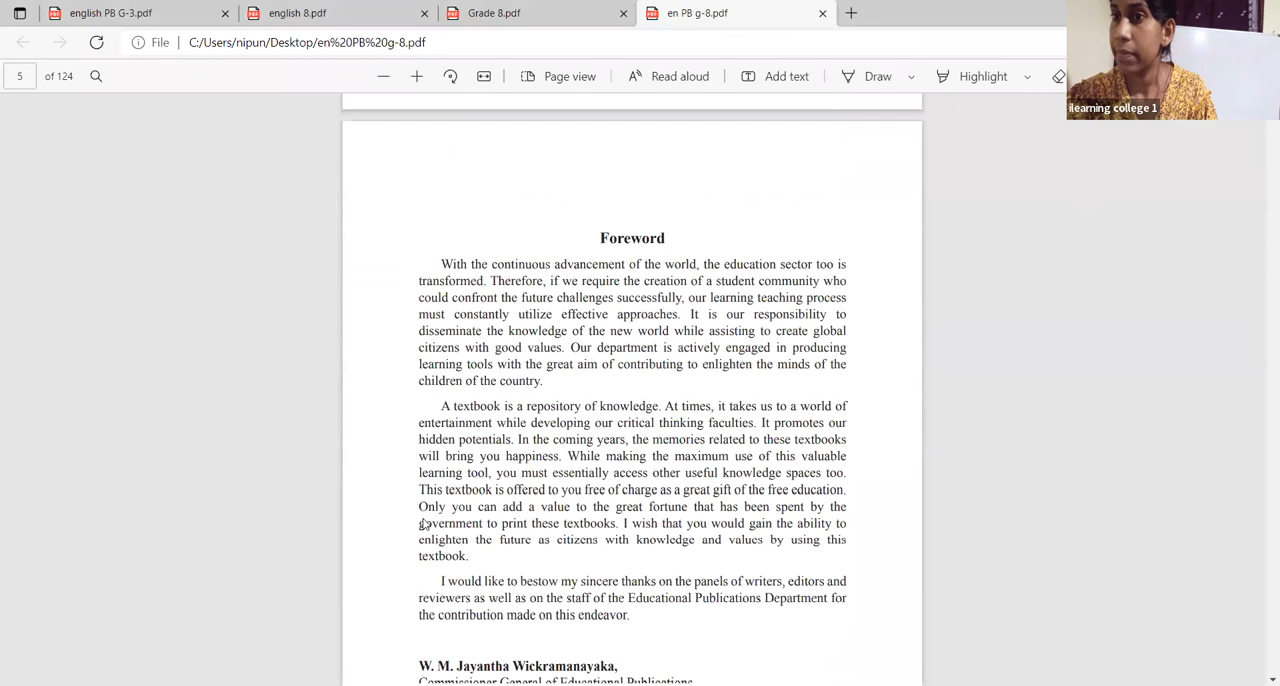 english PB G-3.pdf
english 8.pdf
Grade 8.pdf
en PB g-8.pdf
File
C:/Users/nipun/Desktop/en%20PB%20g-8.pdf
5 of 124
Page view
Read aloud
Add text
Draw
Highlight
ilearning college 1
Foreword
With the continuous advancement of the world, the education sector too is
transformed. Therefore, if we require the creation of a student community who
could confront the future challenges successfully, our learning teaching process
must constantly utilize effective approaches. It is our responsibility to
disseminate the knowledge of the new world while assisting to create global
citizens with good values. Our department is actively engaged in producing
learning tools with the great aim of contributing to enlighten the minds of the
children of the country.
A textbook is a repository of knowledge. At times, it takes us to a world of
entertainment while developing our critical thinking faculties. It promotes our
hidden potentials. In the coming years, the memories related to these textbooks
will bring you happiness. While making the maximum use of this valuable
learning tool, you must essentially access other useful knowledge spaces too.
This textbook is offered to you free of charge as a great gift of the free education.
Only you can add a value to the great fortune that has been spent by the
government to print these textbooks. I wish that you would gain the ability to
enlighten the future as citizens with knowledge and values by using this
textbook.
I would like to bestow my sincere thanks on the panels of writers, editors and
reviewers as well as on the staff of the Educational Publications Department for
the contribution made on this endeavor.
W. M. Jayantha Wickramanayaka,
Commissioner General of Educational Publications